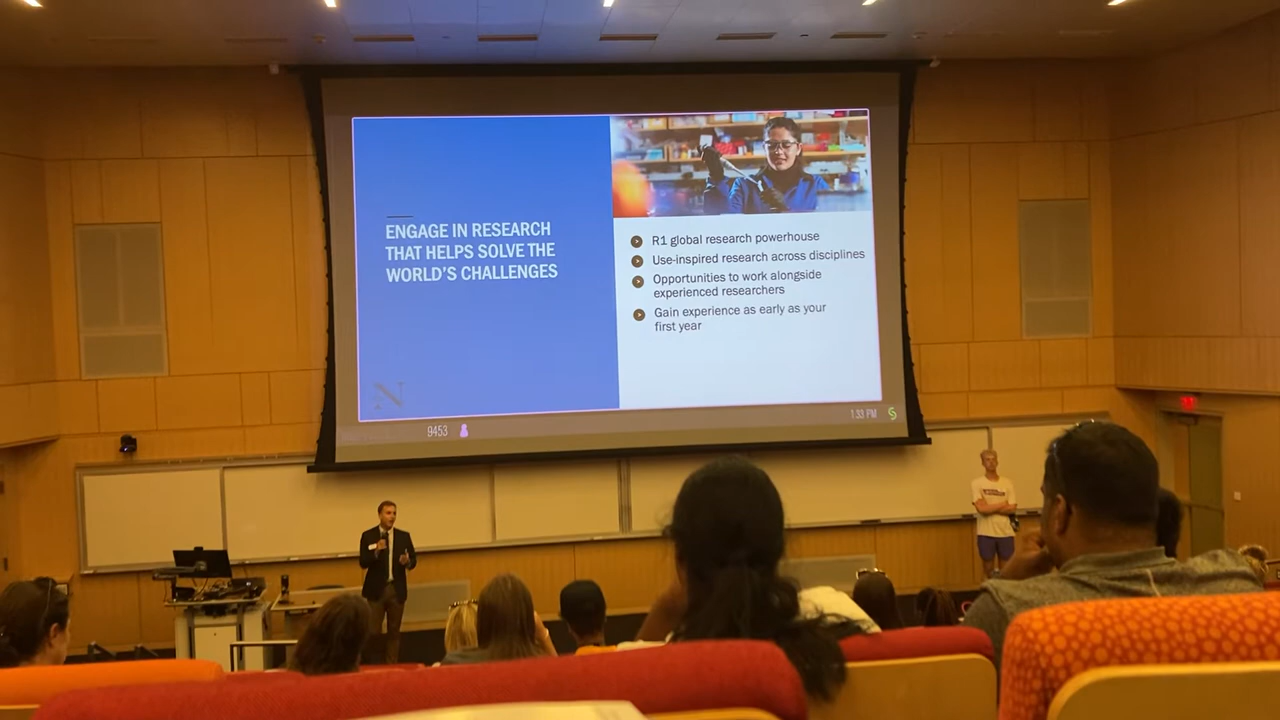 ENGAGE IN RESEARCH
THAT HELPS SOLVE THE
WORLD'S CHALLENGES
N
R1 global research powerhouse
Use-inspired research across disciplines
Opportunities to work alongside
experienced researchers
Gain experience as early as your
first year
9453
1:33 PM